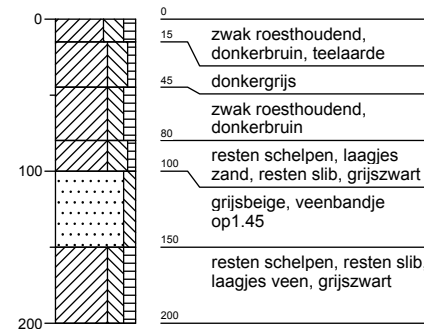 0
0
15
zwak roesthoudend,
donkerbruin, teelaarde
45
donkergrijs
zwak roesthoudend,
donkerbruin
80
resten schelpen, laagjes
zand, resten slib, grijszwart
100
100
grijsbeige, veenbandje
op1.45
150
resten schelpen, resten slib,
laagjes veen, grijszwart
200
200